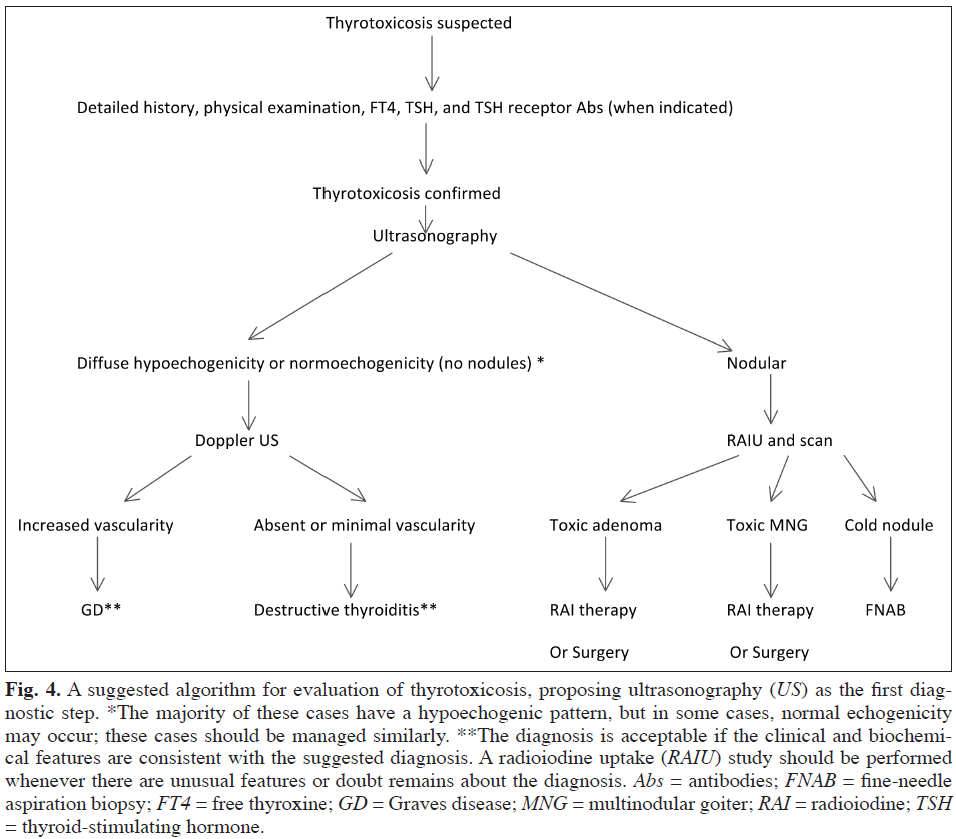 Thyrotoxicosis suspected
Detailed history, physical examination, FT4, TSH, and TSH receptor Abs (when indicated)
Thyrotoxicosis confirmed
Ultrasonography
Diffuse hypoechogenicity or normoechogenicity (no nodules) *
Nodular
Doppler US
RAIU and scan
Increased vascularity
Absent or minimal vascularity
Toxic adenoma
Toxic MNG
Cold nodule
GD**
Destructive thyroiditis**
RAI therapy
RAI therapy
FNAB
Or Surgery
Or Surgery
Fig. 4. A suggested algorithm for evaluation of thyrotoxicosis, proposing ultrasonography (US) as the first diag-
nostic step. *The majority of these cases have a hypoechogenic pattern, but in some cases, normal echogenicity
may occur; these cases should be managed similarly. **The diagnosis is acceptable if the clinical and biochemi-
cal features are consistent with the suggested diagnosis. A radioiodine uptake (RAIU) study should be performed
whenever there are unusual features or doubt remains about the diagnosis. Abs = antibodies; FNAB = fine-needle
aspiration biopsy; FT4 = free thyroxine; GD = Graves disease; MNG = multinodular goiter; RAI = radioiodine; TSH
= thyroid-stimulating hormone.